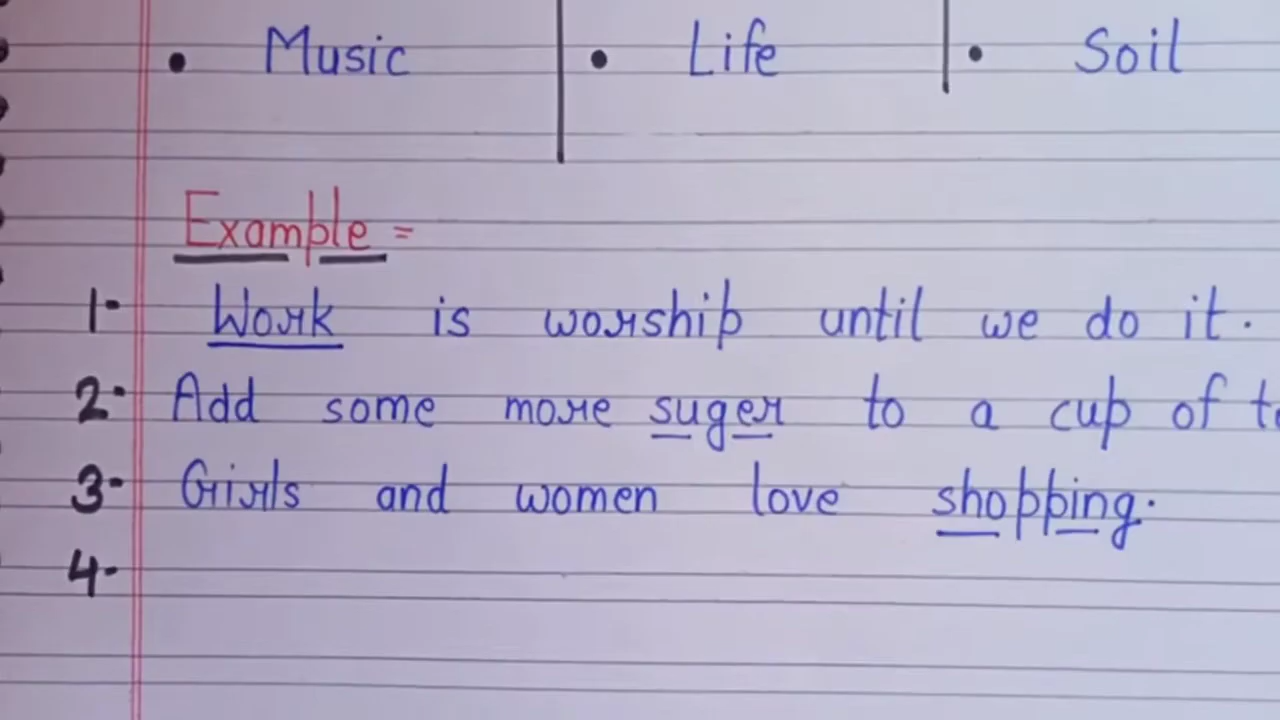 • Music • Life • Soil
Example =
1- Work is worship until we do it.
2- Add some more suger to a cup of
3- Girls and women love shopping.
4-